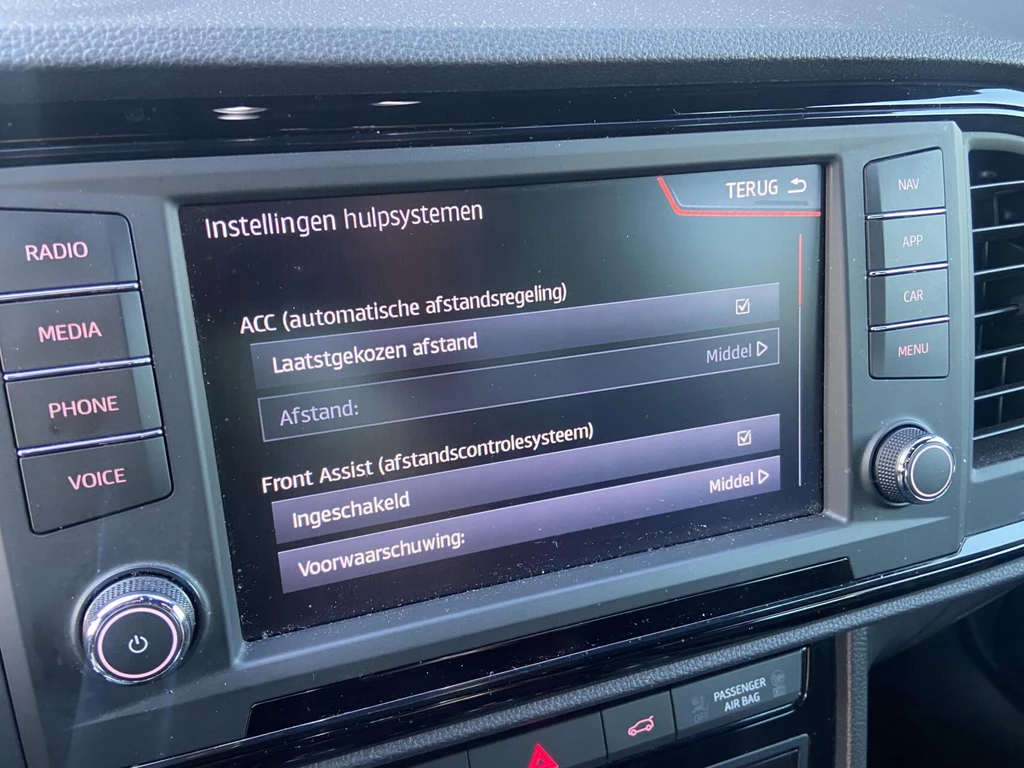 RADIO
MEDIA
PHONE
VOICE
Instellingen hulpsystemen
TERUG
ACC (automatische afstandsregeling)
Laatstgekozen afstand
Afstand: Middel
Front Assist (afstandscontrolesysteem)
Ingeschakeld
Voorwaarschuwing: Middel
NAV
APP
CAR
MENU
PASSENGER
AIR BAG